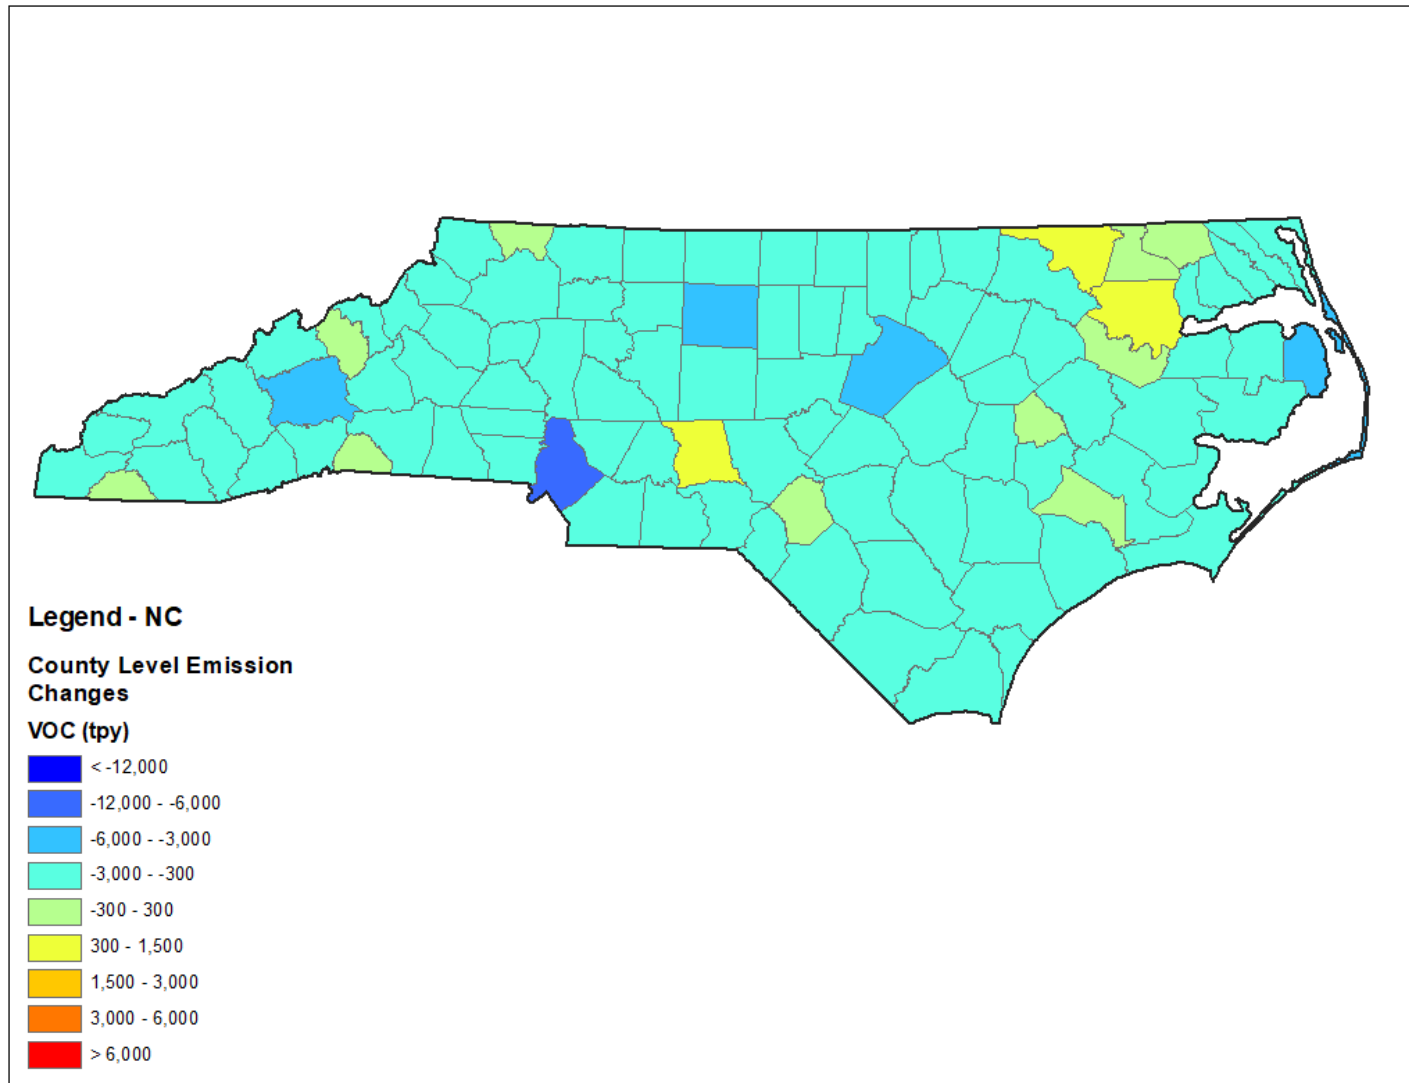 Legend - NC
County Level Emission
Changes
VOC (tpy)
< -12,000
-12,000 - -6,000
-6,000 - -3,000
-3,000 - -300
-300 - 300
300 - 1,500
1,500 - 3,000
3,000 - 6,000
> 6,000